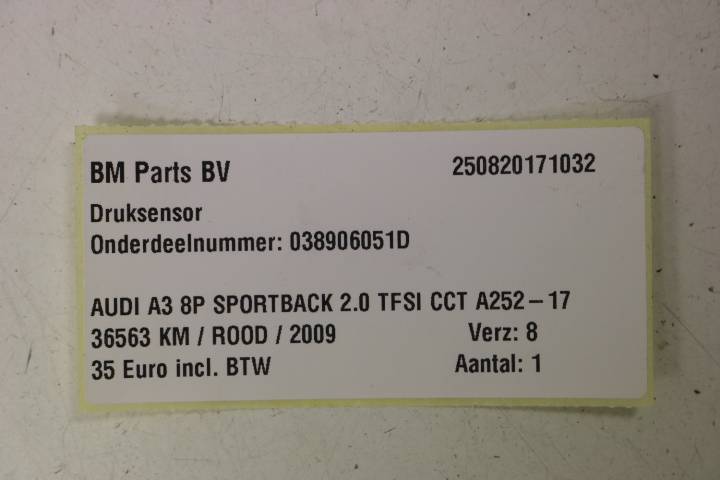 BM Parts BV 250820171032
Druksensor
Onderdeelnummer: 038906051D
AUDI A3 8P SPORTBACK 2.0 TFSI CCT A252-17
36563 KM / ROOD / 2009 Verz: 8
35 Euro incl. BTW Aantal: 1